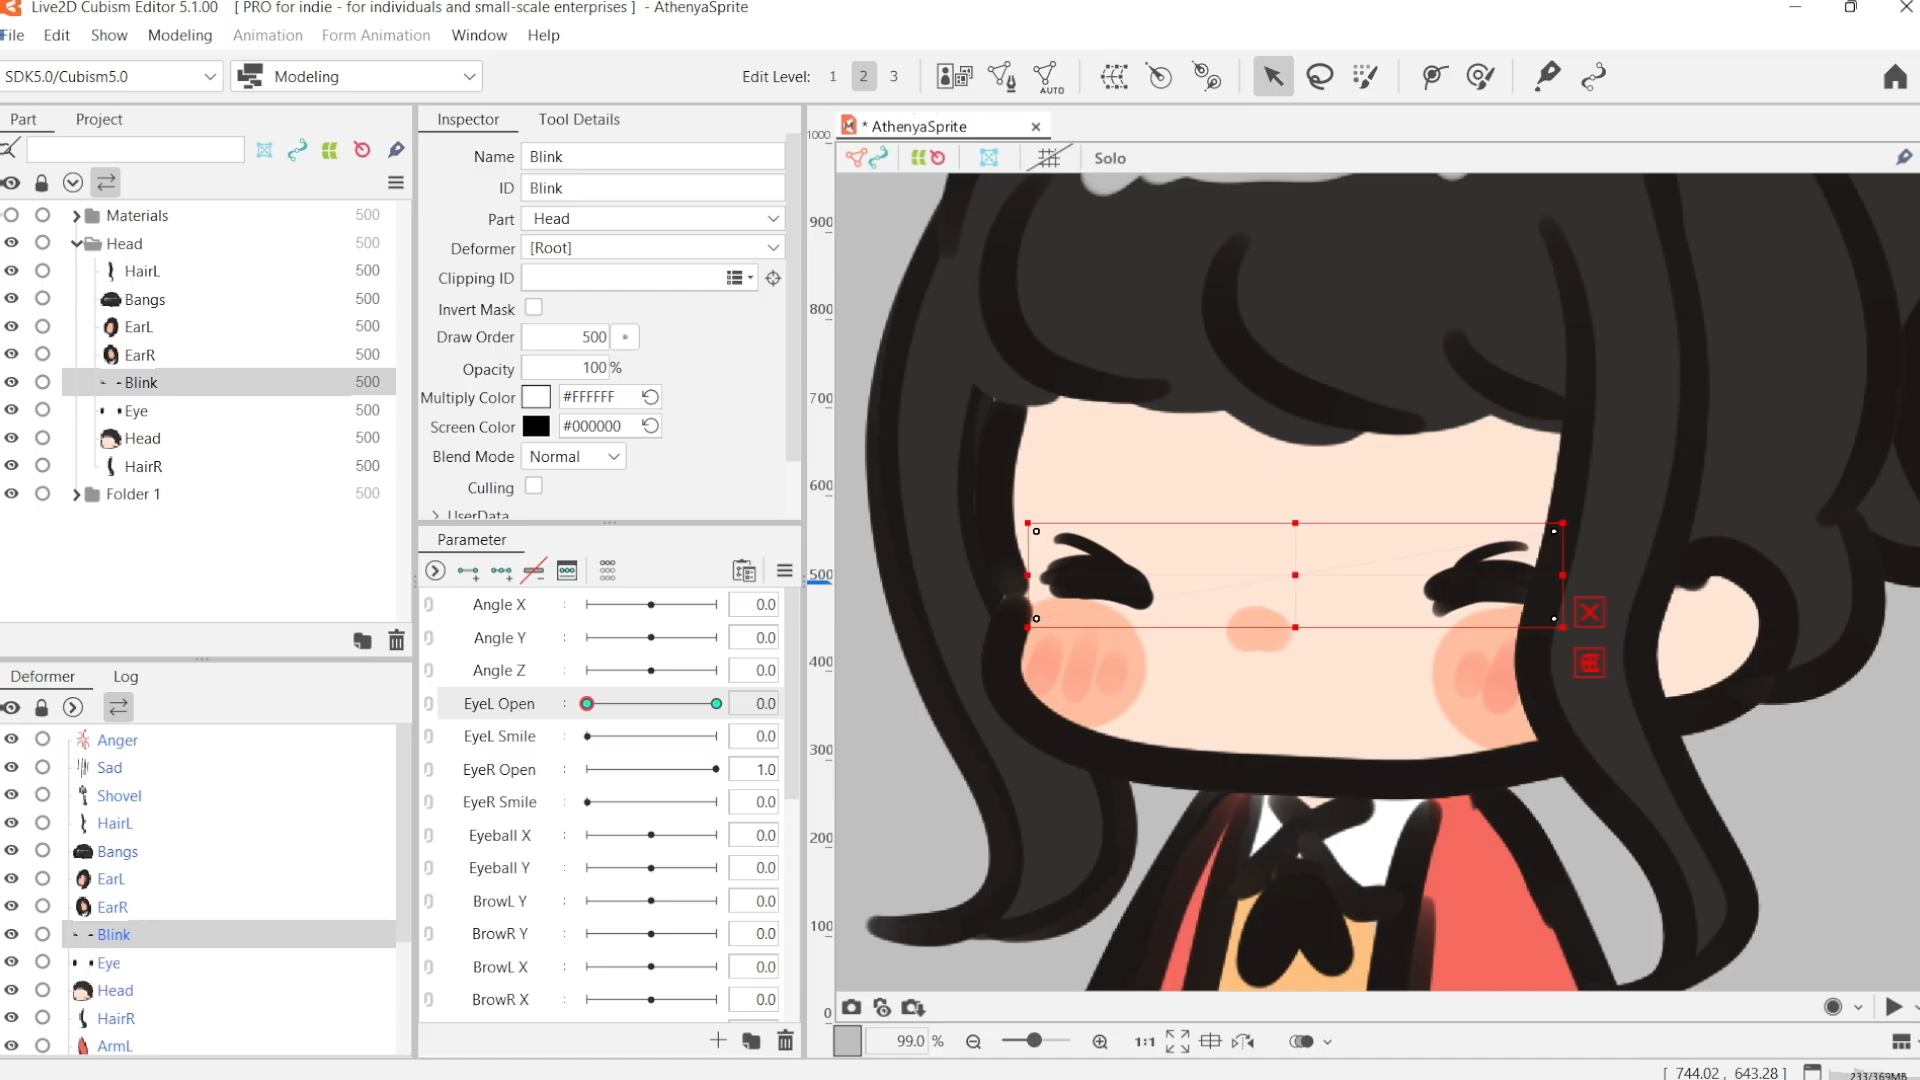 Live2D Cubism Editor 5.1.00 [ PRO for indie - for individuals and small-scale enterprises ] - AthenyaSprite
File Edit Show Modeling Animation Form Animation Window Help
SDK5.0/Cubism5.0 Modeling Edit Level: 1 2 3 AUTO
Part Project
Materials 500
Head 500
HairL 500
Bangs 500
EarL 500
EarR 500
Blink 500
Eye 500
Head 500
HairR 500
Folder 1 500
Deformer Log
Anger
Sad
Shovel
HairL
Bangs
EarL
EarR
Blink
Eye
Head
HairR
ArmL
Inspector Tool Details
Name Blink
ID Blink
Part Head
Deformer [Root]
Clipping ID
Invert Mask
Draw Order 500
Opacity 100 %
Multiply Color #FFFFFF
Screen Color #000000
Blend Mode Normal
Culling
UserData
Parameter
Angle X : 0.0
Angle Y : 0.0
Angle Z : 0.0
EyeL Open : 0.0
EyeL Smile : 0.0
EyeR Open : 1.0
EyeR Smile : 0.0
Eyeball X : 0.0
Eyeball Y : 0.0
BrowL Y : 0.0
BrowR Y : 0.0
BrowL X : 0.0
BrowR X : 0.0
* AthenyaSprite
Solo
1000
900
800
700
600
500
400
300
200
100
0
99.0 % 1:1
[ 744.02 , 643.28 ] 233/369MB